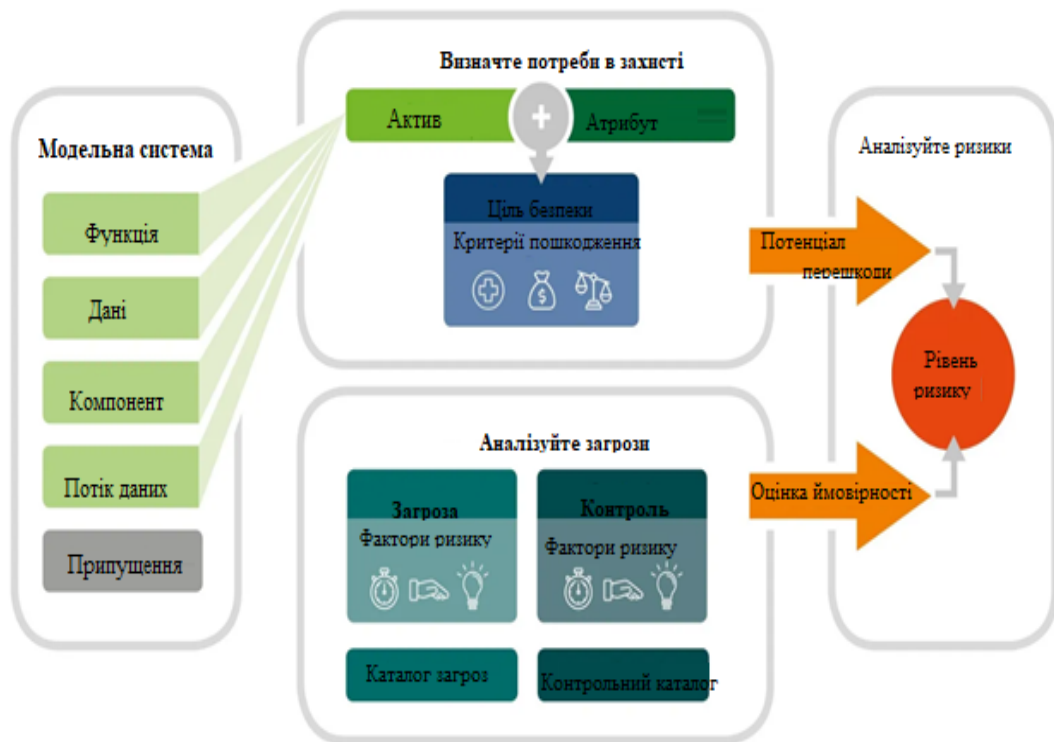 Модельна система
Функція
Дані
Компонент
Потік даних
Припущення
Визначте потреби в захисті
Актив
+
Атрибут
Ціль безпеки
Критерії пошкодження
$
Аналізуйте загрози
Загроза
Фактори ризику
Контроль
Фактори ризику
Каталог загроз
Контрольний каталог
Аналізуйте ризики
Потенціал
перешкоди
Рівень
ризику
Оцінка ймовірності